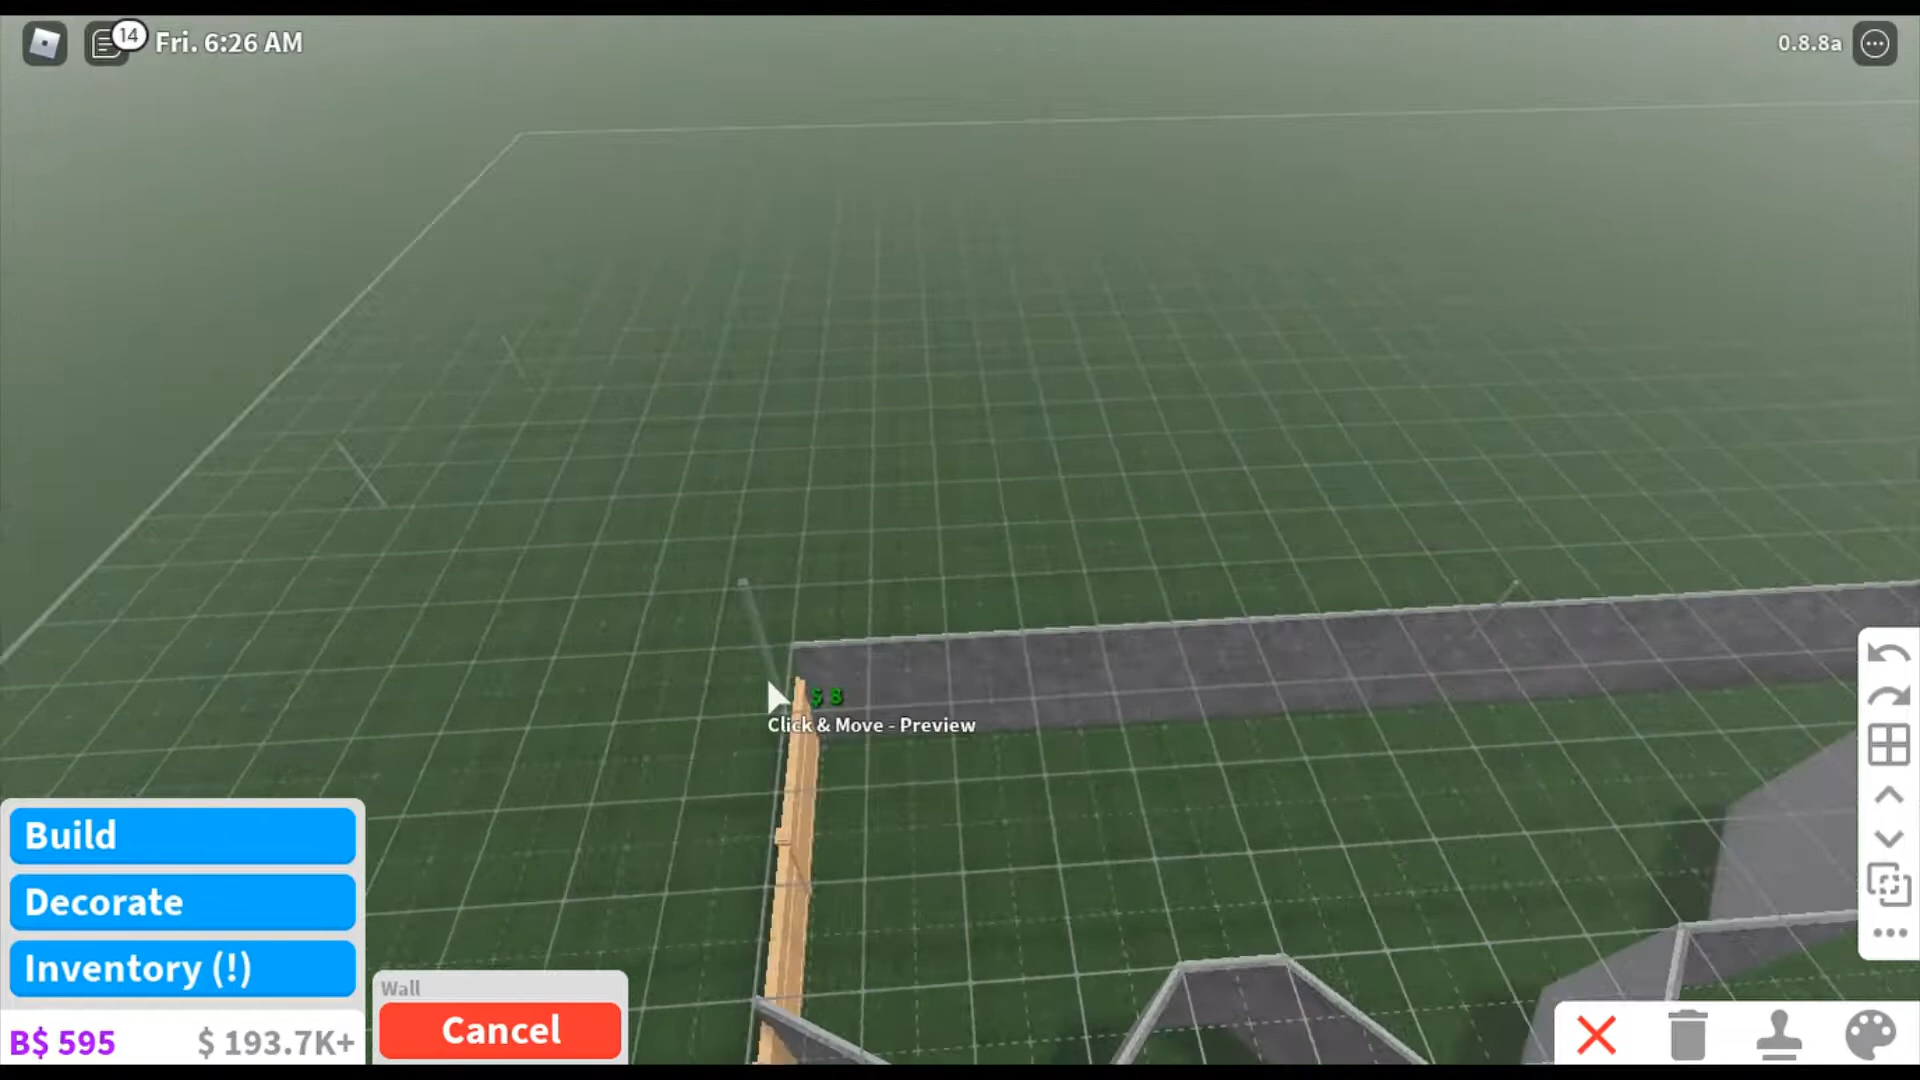 14
Fri. 6:26 AM
0.8.8a
$ 8
Click & Move - Preview
Build
Decorate
Inventory (!)
B$ 595
$ 193.7K+
Wall
Cancel